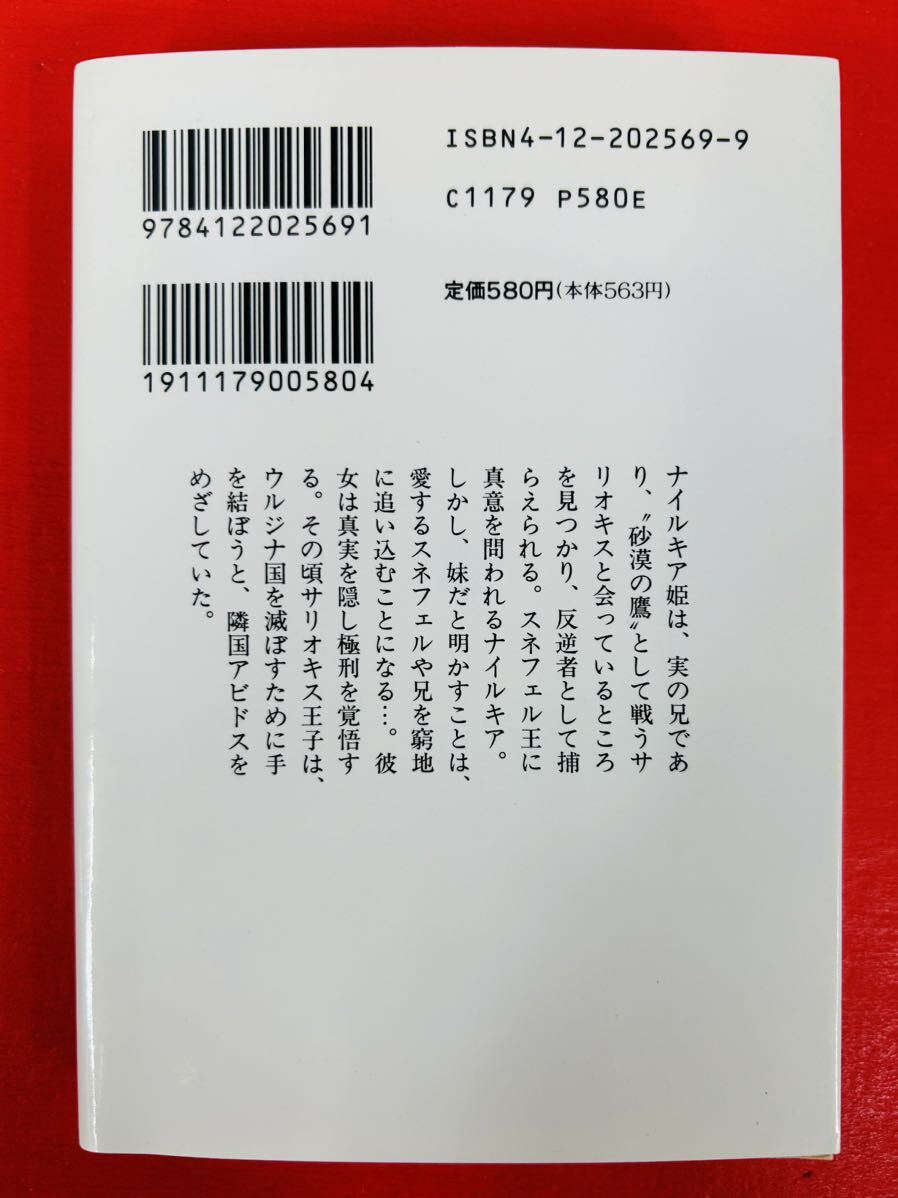 ISBN4-12-202569-9
C1179 P580E
9784122025691
定価580円(本体563円)
1911179005804
ナイルキア姫は、実の兄であ
り、〝砂漠の鷹〟として戦うサ
リオキスと会っているところ
を見つかり、反逆者として捕
らえられる。スネフェル王に
真意を問われるナイルキア。
しかし、妹だと明かすことは、
愛するスネフェルや兄を窮地
に追い込むことになる…。彼
女は真実を隠し極刑を覚悟す
る。その頃サリオキス王子は、
ウルジナ国を滅ぼすために手
を結ぼうと、隣国アビドスを
めざしていた。